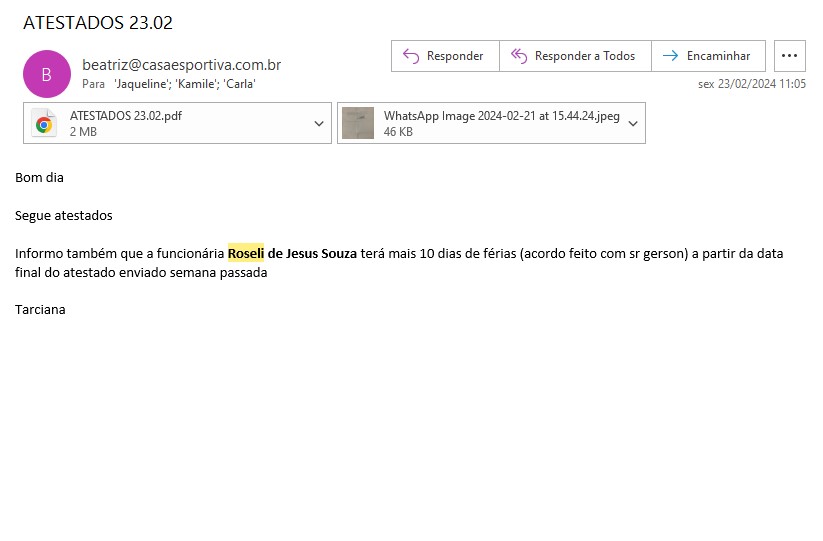 ATESTADOS 23.02
B
beatriz@casaesportiva.com.br
Para 'Jaqueline'; 'Kamile'; 'Carla'
Responder
Responder a Todos
Encaminhar
sex 23/02/2024 11:05
ATESTADOS 23.02.pdf
2 MB
WhatsApp Image 2024-02-21 at 15.44.24.jpeg
46 KB
Bom dia
Segue atestados
Informo também que a funcionária Roseli de Jesus Souza terá mais 10 dias de férias (acordo feito com sr gerson) a partir da data
final do atestado enviado semana passada
Tarciana